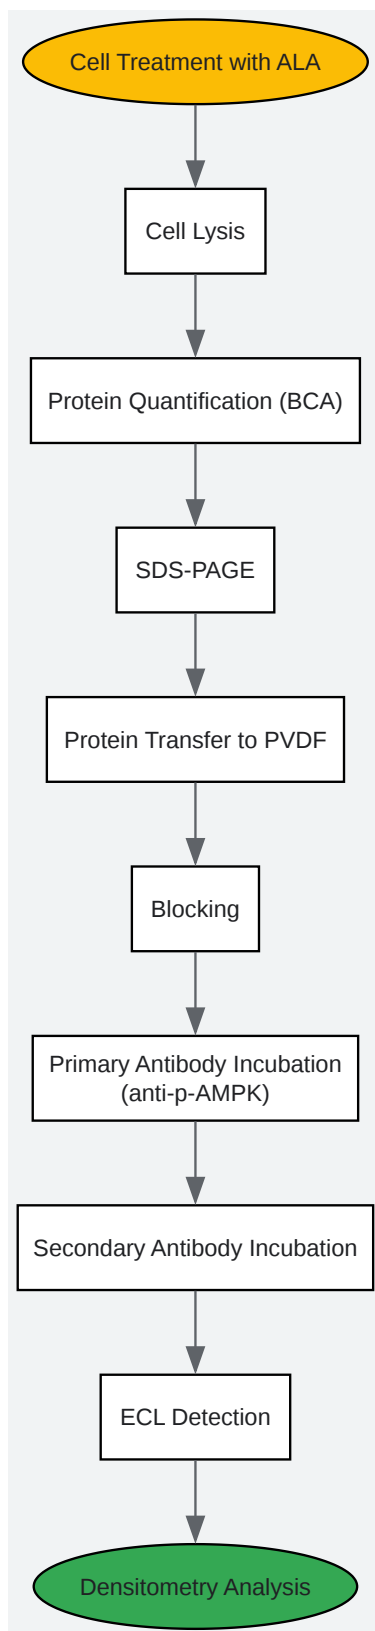 Cell Treatment with ALA
Cell Lysis
Protein Quantification (BCA)
SDS-PAGE
Protein Transfer to PVDF
Blocking
Primary Antibody Incubation
(anti-p-AMPK)
Secondary Antibody Incubation
ECL Detection
Densitometry Analysis